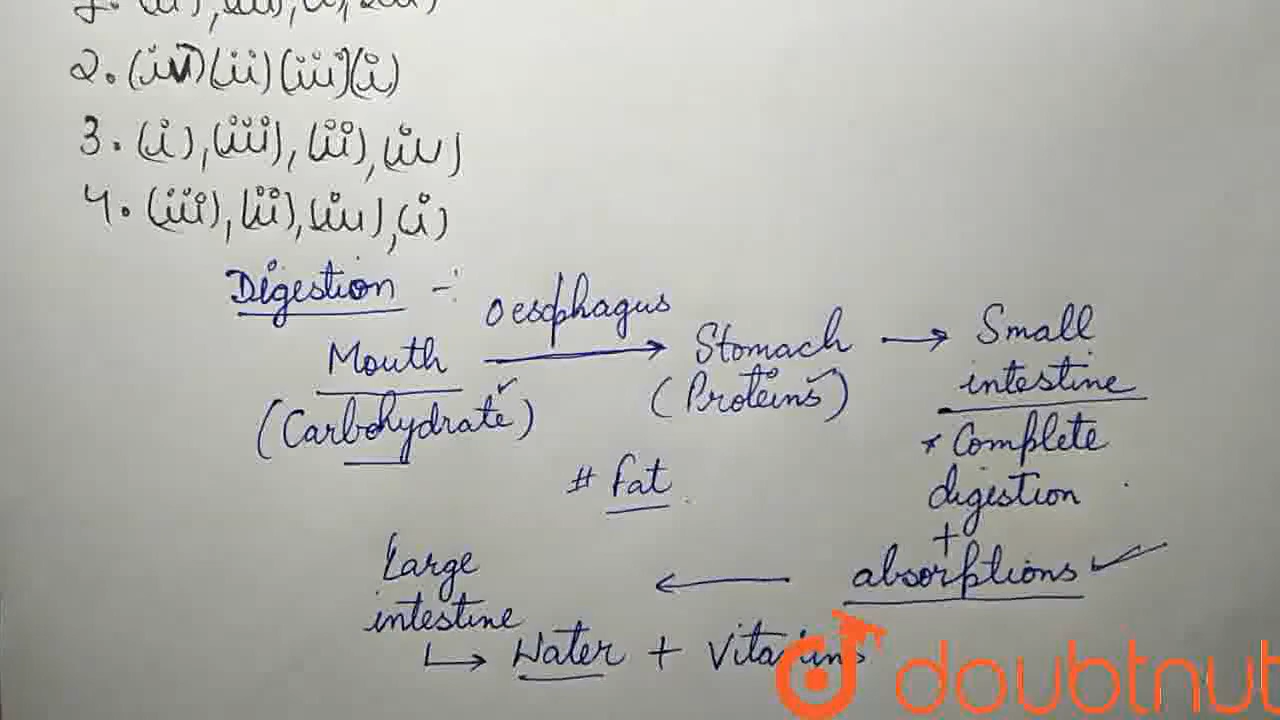 2. (iv) (ii) (iii) (i)
3. (i), (iii), (ii), (iv)
4. (iii), (ii), (iv), (i)
Digestion -:
Mouth oesophagus Stomach → Small
intestine
(Carbohydrate) (Proteins)
* Complete
digestion
# fat
+
absorptions
Large
intestine
Water + Vitamins
doubtnut